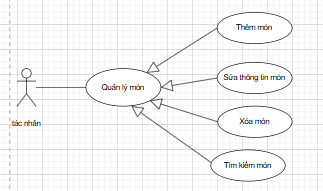 Thêm món
Sửa thông tin món
Quản lý món
Xóa món
tác nhân
Tìm kiếm món